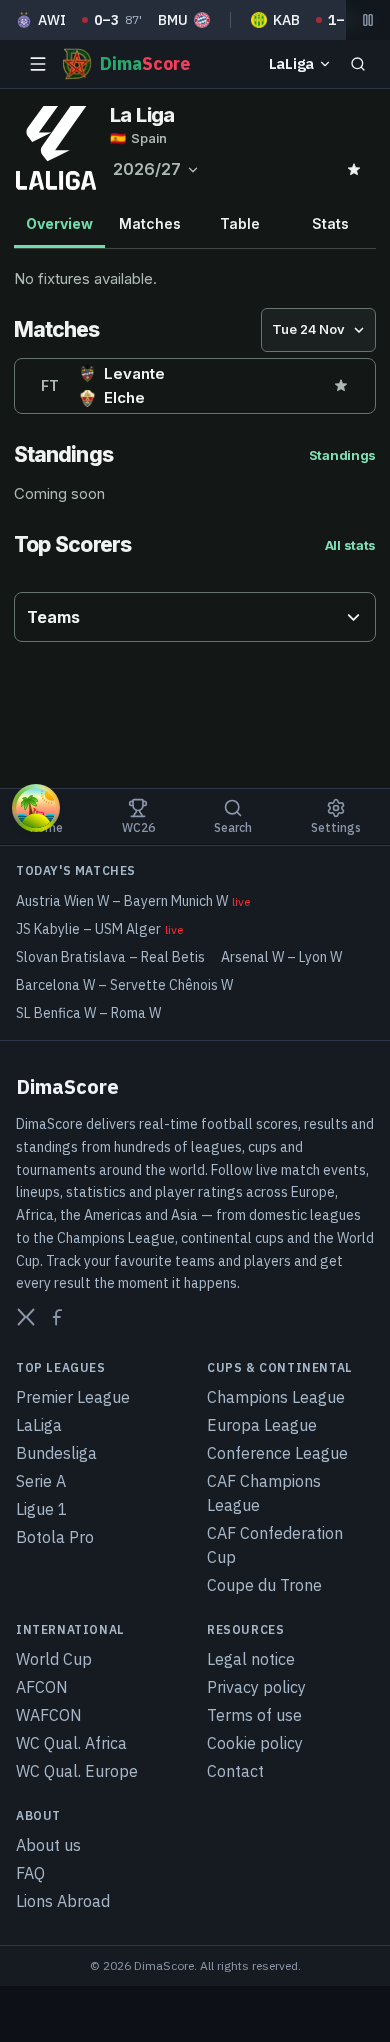 AWI 0–3 87'
BMU
KAB 1–
DimaScore
LaLiga
LALIGA
La Liga
Spain
2026/27
Overview
Matches
Table
Stats
No fixtures available.
Matches
Tue 24 Nov
FT
Levante
Elche
Standings
Standings
Coming soon
Top Scorers
All stats
Teams
WC26
Search
Settings
TODAY'S MATCHES
Austria Wien W – Bayern Munich W live
JS Kabylie – USM Alger live
Slovan Bratislava – Real Betis
Arsenal W – Lyon W
Barcelona W – Servette Chênois W
SL Benfica W – Roma W
DimaScore
DimaScore delivers real-time football scores, results and
standings from hundreds of leagues, cups and
tournaments around the world. Follow live match events,
lineups, statistics and player ratings across Europe,
Africa, the Americas and Asia — from domestic leagues
to the Champions League, continental cups and the World
Cup. Track your favourite teams and players and get
every result the moment it happens.
TOP LEAGUES
Premier League
LaLiga
Bundesliga
Serie A
Ligue 1
Botola Pro
CUPS & CONTINENTAL
Champions League
Europa League
Conference League
CAF Champions
League
CAF Confederation
Cup
Coupe du Trone
INTERNATIONAL
World Cup
AFCON
WAFCON
WC Qual. Africa
WC Qual. Europe
RESOURCES
Legal notice
Privacy policy
Terms of use
Cookie policy
Contact
ABOUT
About us
FAQ
Lions Abroad
© 2026 DimaScore. All rights reserved.